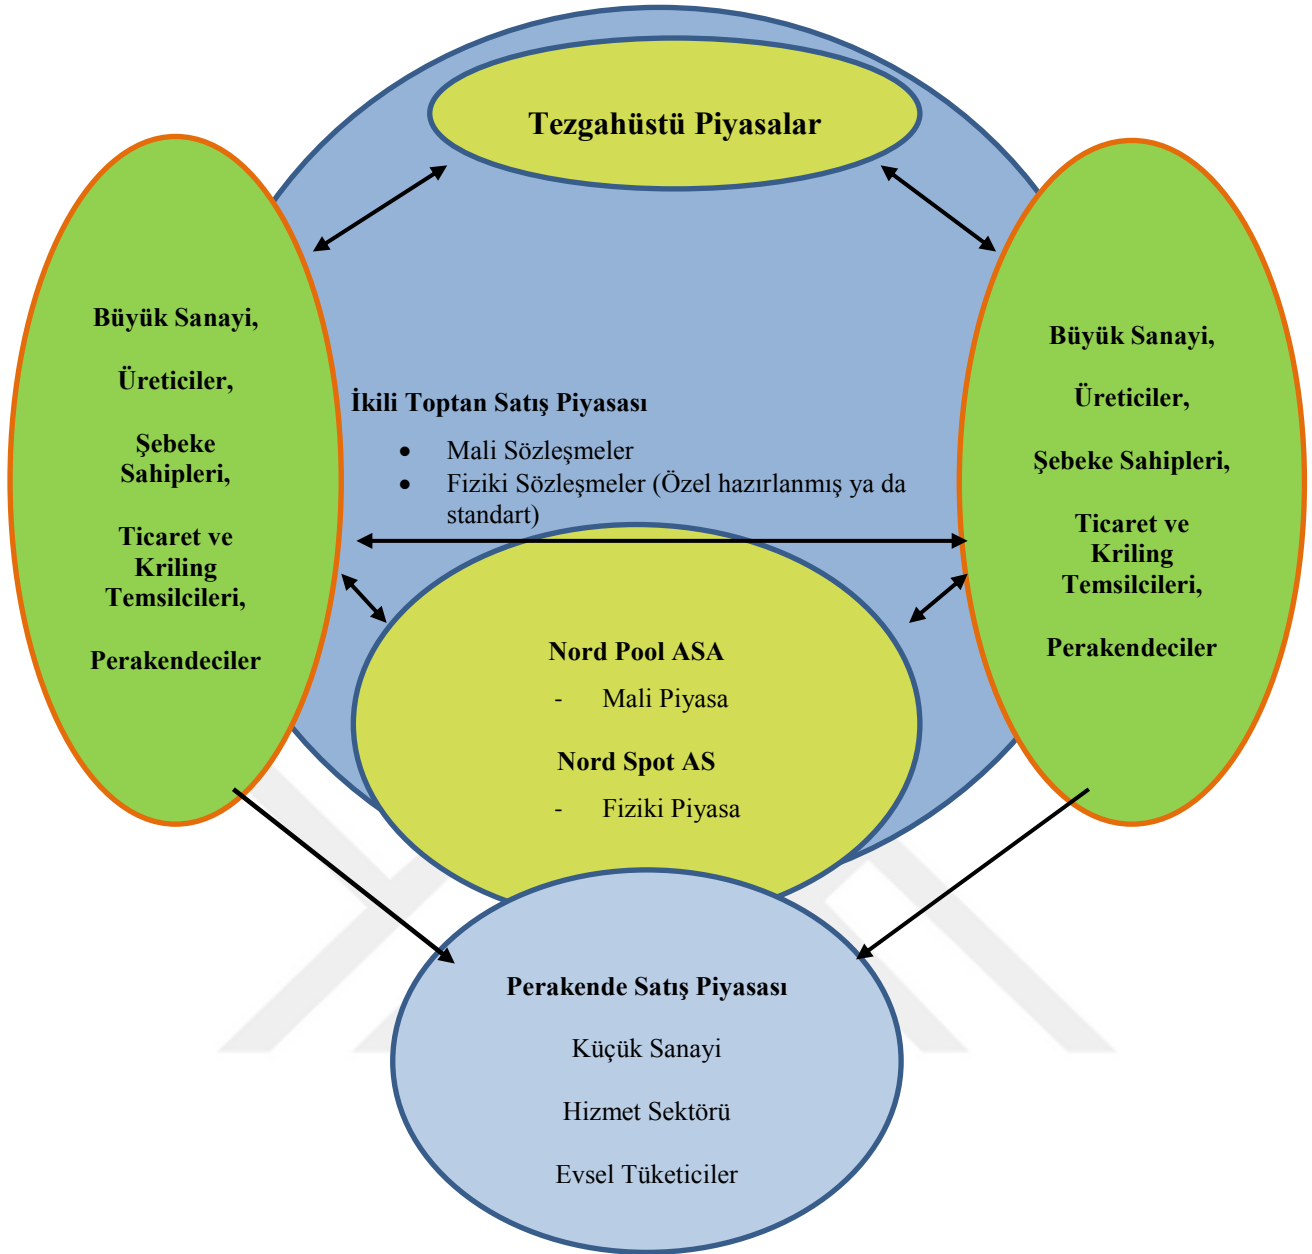 Tezgahüstü Piyasalar
Büyük Sanayi,
Üreticiler,
Şebeke
Sahipleri,
Ticaret ve
Kriling
Temsilcileri,
Perakendeciler
İkili Toptan Satış Piyasası
• Mali Sözleşmeler
• Fiziki Sözleşmeler (Özel hazırlanmış ya da
standart)
Büyük Sanayi,
Üreticiler,
Şebeke Sahipleri,
Ticaret ve
Kriling
Temsilcileri,
Perakendeciler
Nord Pool ASA
- Mali Piyasa
Nord Spot AS
- Fiziki Piyasa
Perakende Satış Piyasası
Küçük Sanayi
Hizmet Sektörü
Evsel Tüketiciler